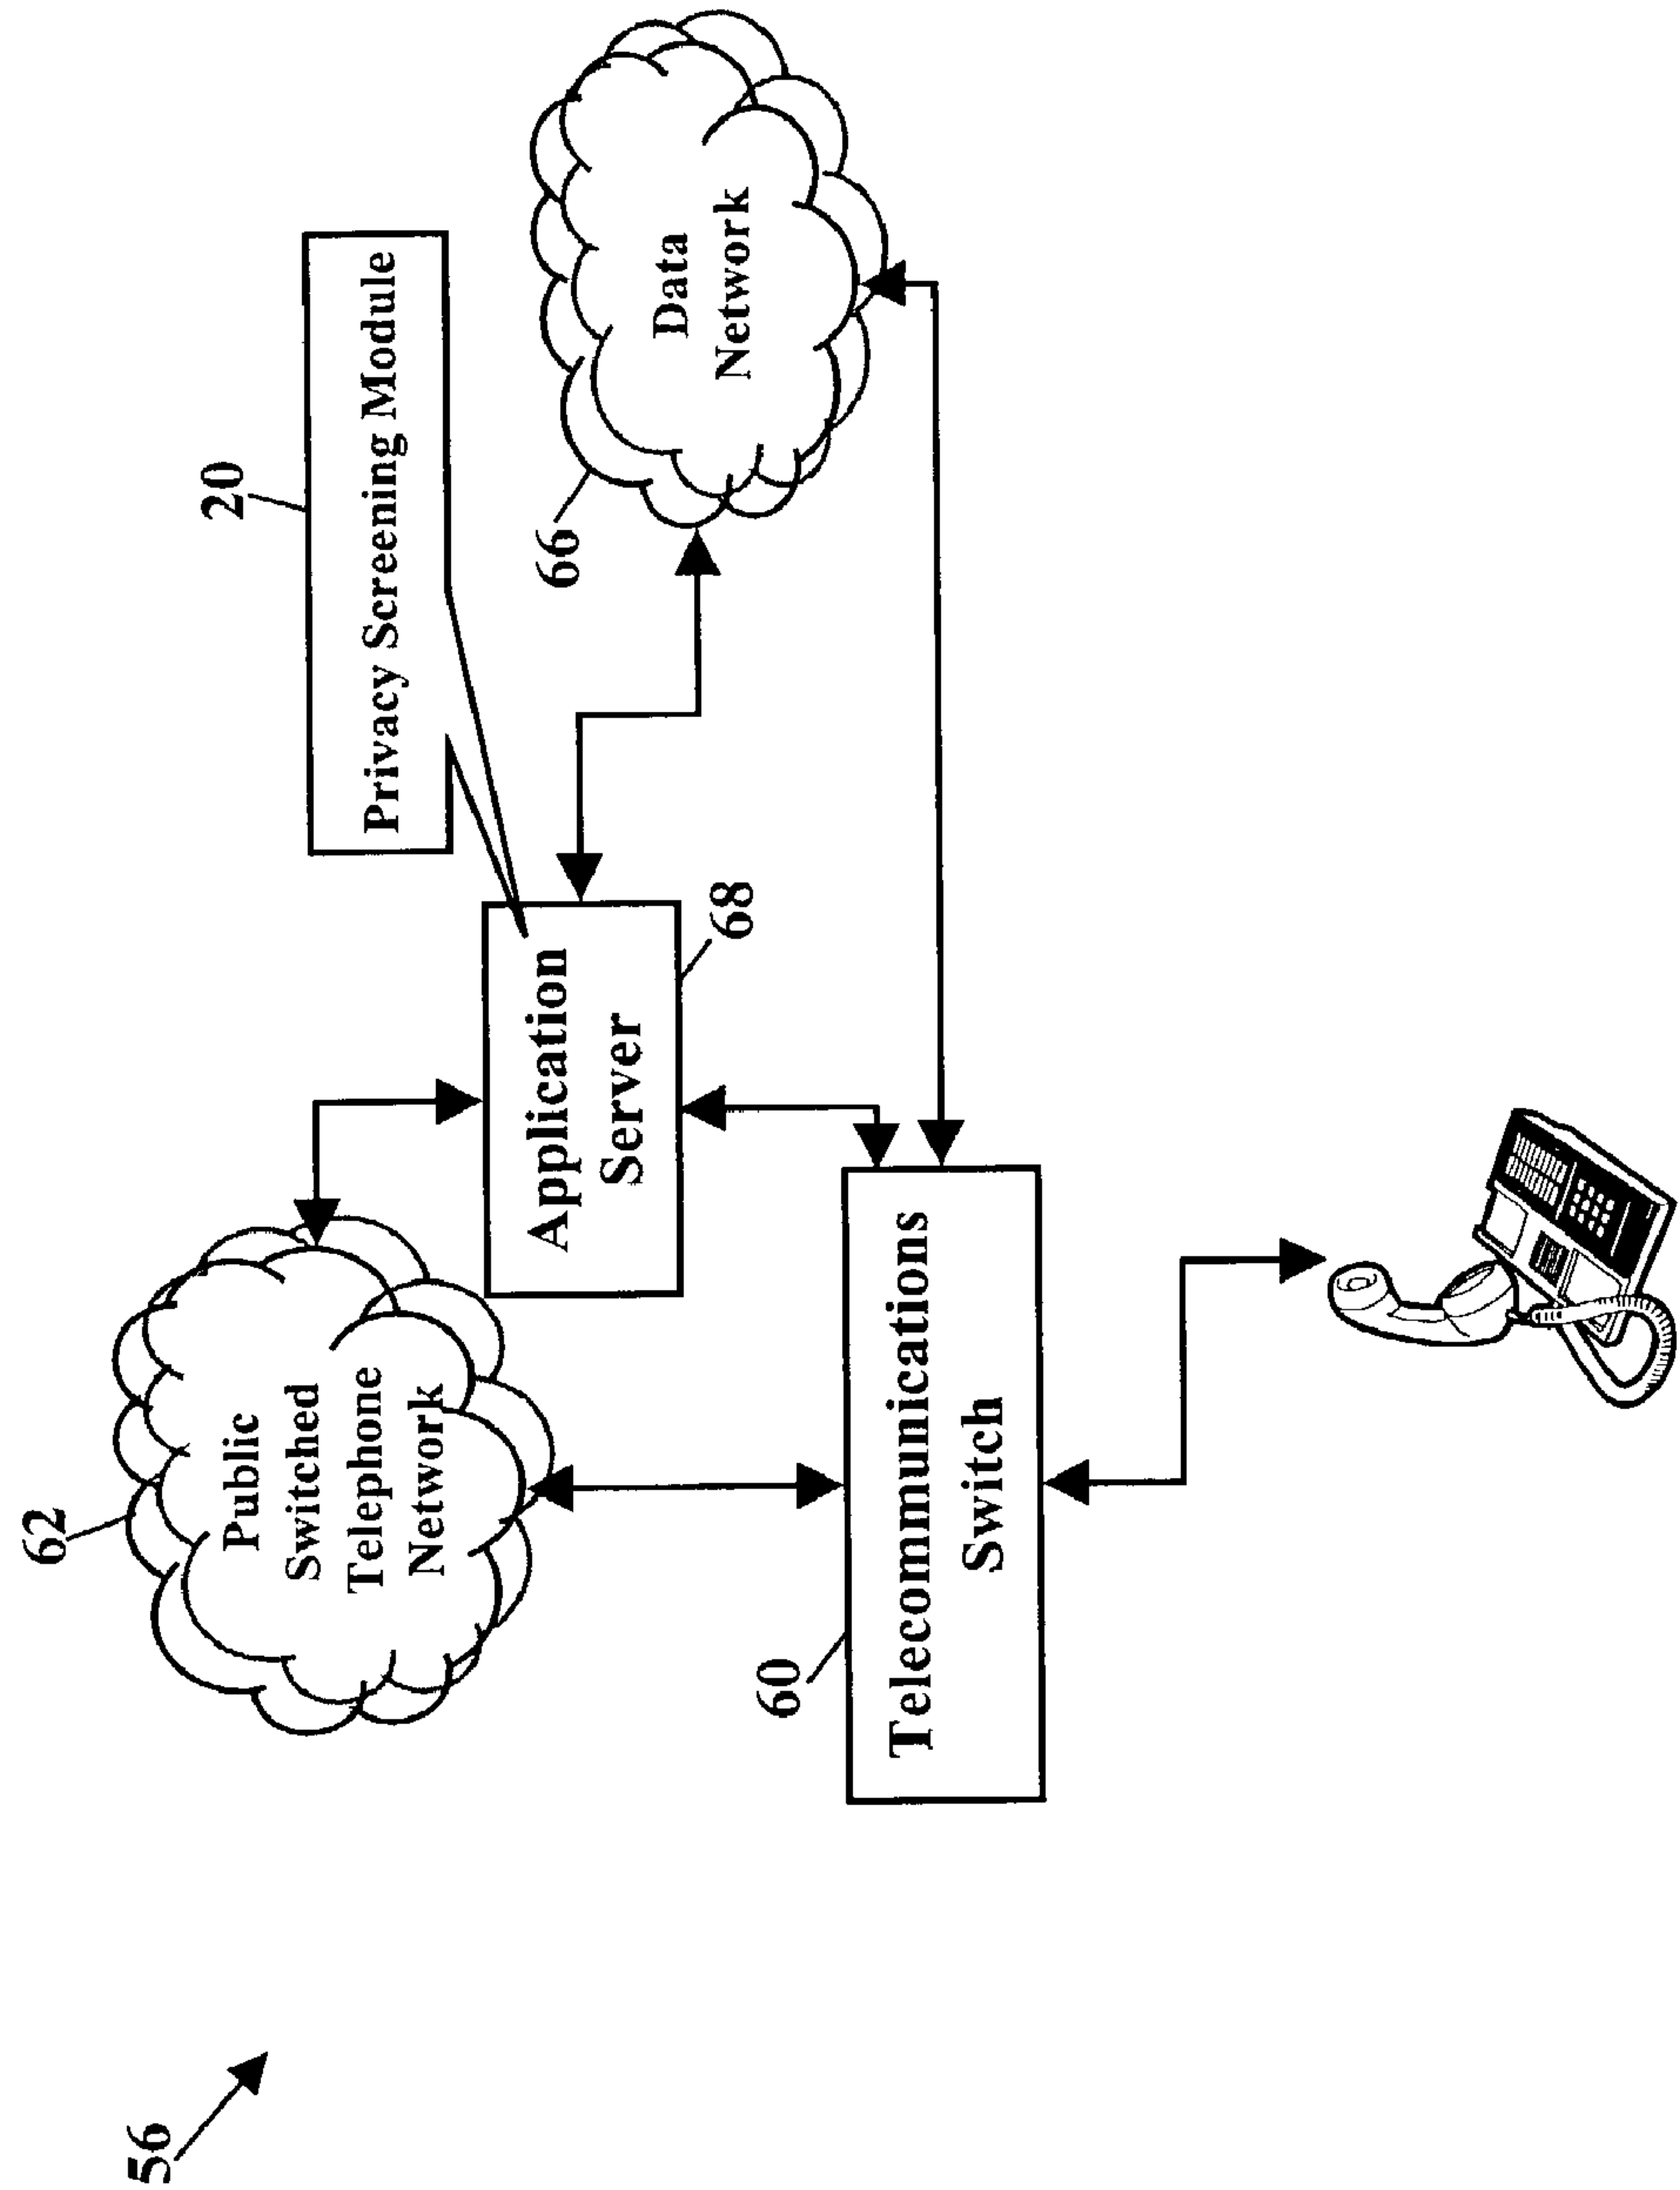 56
62
Public
Switched
Telephone
Network
20
Privacy Screening Module
Application
Server
68
66
Data
Network
60
Telecommunications
Switch